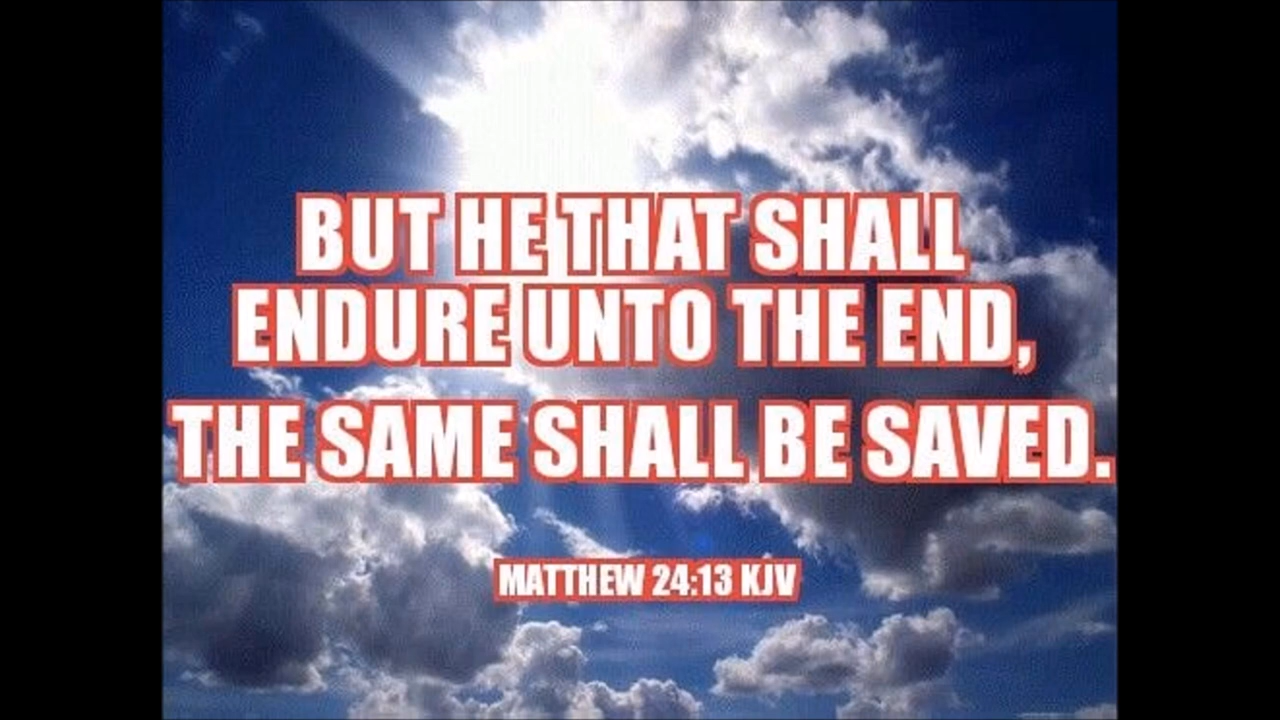 BUT HE THAT SHALL
ENDURE UNTO THE END,
THE SAME SHALL BE SAVED.
MATTHEW 24:13 KJV